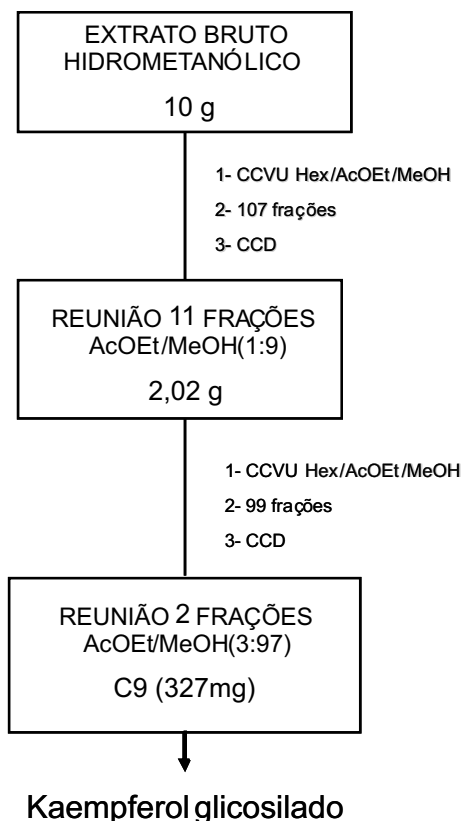 EXTRATO BRUTO
HIDROMETANÓLICO
10 g
1- CCVU Hex/AcOEt/MeOH
2- 107 frações
3- CCD
REUNIÃO 11 FRAÇÕES
AcOEt/MeOH(1:9)
2,02 g
1- CCVU Hex/AcOEt/MeOH
2- 99 frações
3- CCD
REUNIÃO 2 FRAÇÕES
AcOEt/MeOH(3:97)
C9 (327mg)
Kaempferol glicosilado